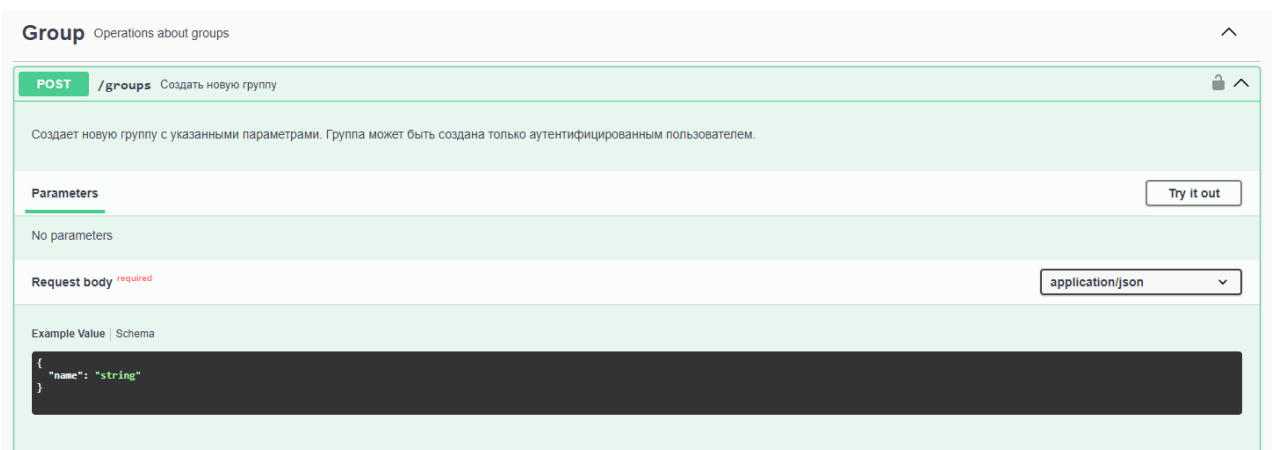 Group Operations about groups
POST /groups Создать новую группу
Создает новую группу с указанными параметрами. Группа может быть создана только аутентифицированным пользователем.
Parameters Try it out
No parameters
Request body required application/json
Example Value Schema
{
"name": "string"
}